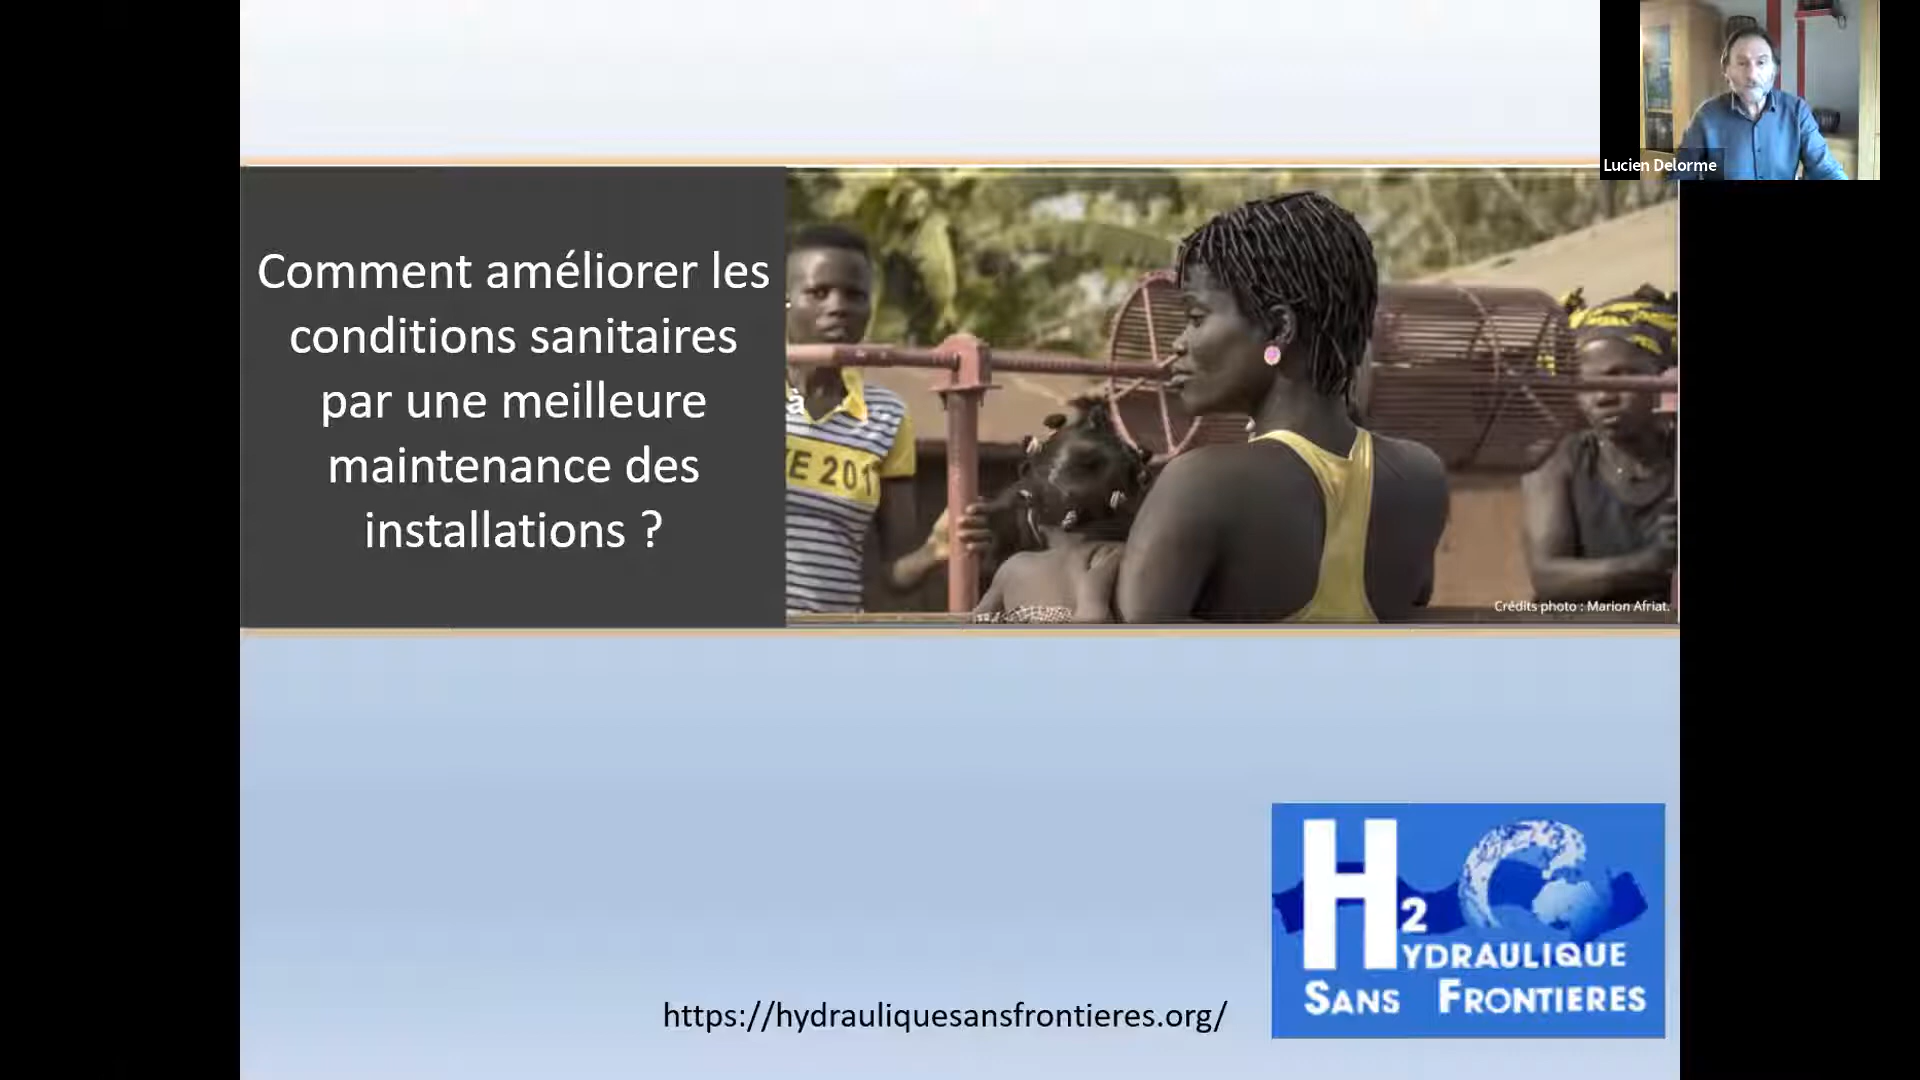 Lucien Delorme
Comment améliorer les
conditions sanitaires
par une meilleure
maintenance des
installations ?
E 201
Crédits photo : Marion Afriat.
H2
YDRAULIQUE
SANS FRONTIERES
https://hydrauliquesansfrontieres.org/